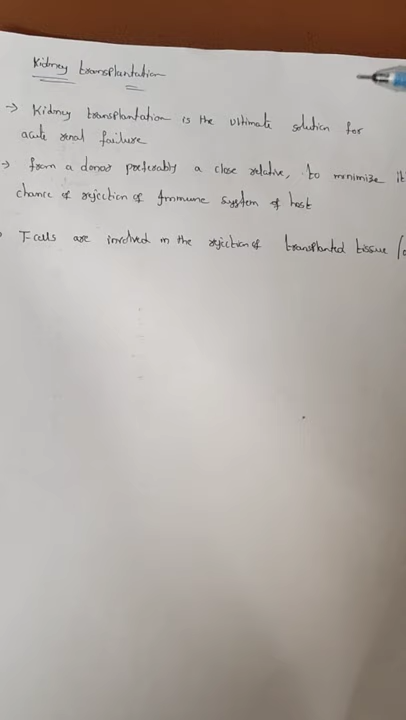 Kidney transplantation
→ Kidney transplantation is the ultimate solution for
acute renal failure
→ from a donar preferably a close relative, to minimize it
chance of rejection of Immune system of host
T-cells are involved in the rejection of transplanted tissue